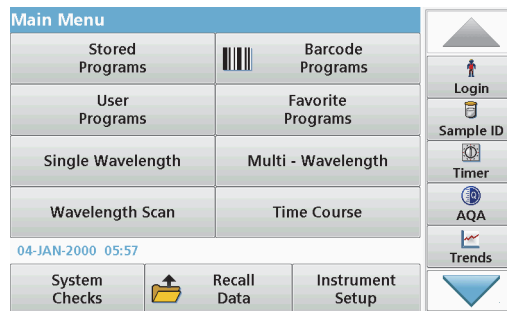 Main Menu
Stored
Programs
Barcode
Programs
User
Programs
Favorite
Programs
Single Wavelength
Multi - Wavelength
Wavelength Scan
Time Course
04-JAN-2000 05:57
System
Checks
Recall
Data
Instrument
Setup
Login
Sample ID
Timer
AQA
Trends